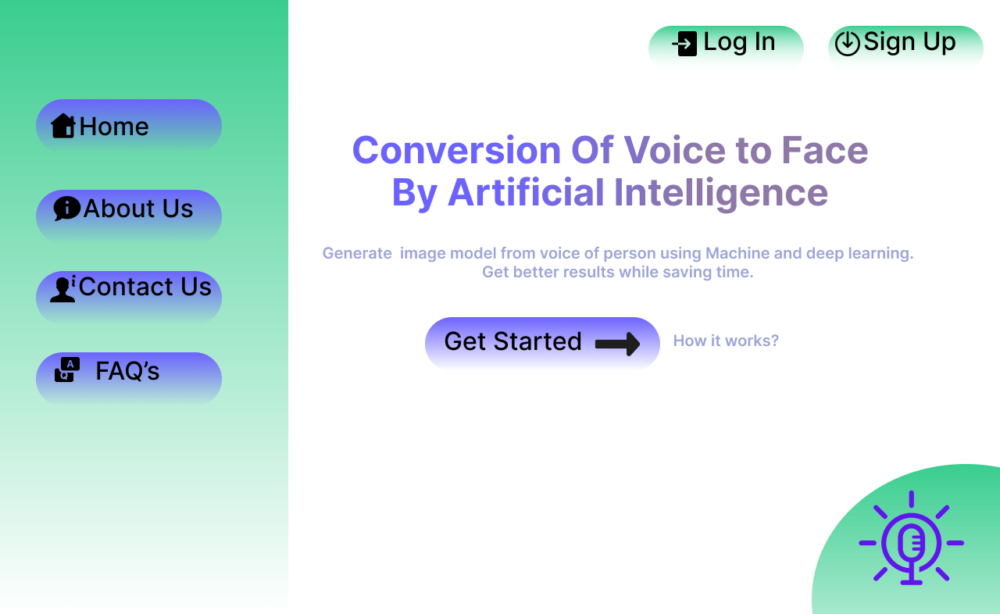 Log In
Sign Up
Home
About Us
Contact Us
A
Q
FAQ’s
Conversion Of Voice to Face
By Artificial Intelligence
Generate  image model from voice of person using Machine and deep learning.
Get better results while saving time.
Get Started
How it works?